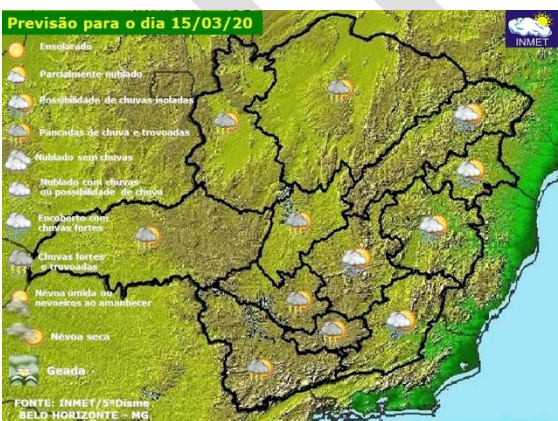 Previsão para o dia 15/03/20
INMET
Ensolarado
Parcialmente nublado
Possibilidade de chuvas isoladas
Pancadas de chuva e trovoadas
Nublado sem chuvas
Nublado com chuvas
ou possibilidade de chuva
Encoberto com
chuvas fortes
Chuvas fortes
e trovoadas
Névoa úmida ou
nevoeiros ao amanhecer
Névoa seca
Geada
FONTE: INMET/5ºDisme
BELO HORIZONTE - MG